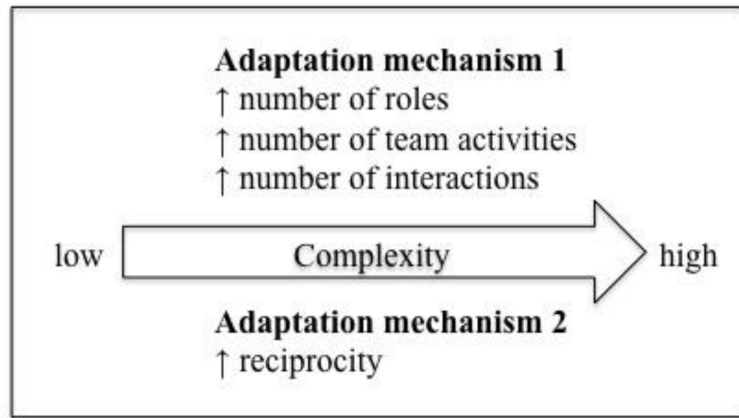 Adaptation mechanism 1
↑ number of roles
↑ number of team activities
↑ number of interactions
low Complexity high
Adaptation mechanism 2
↑ reciprocity